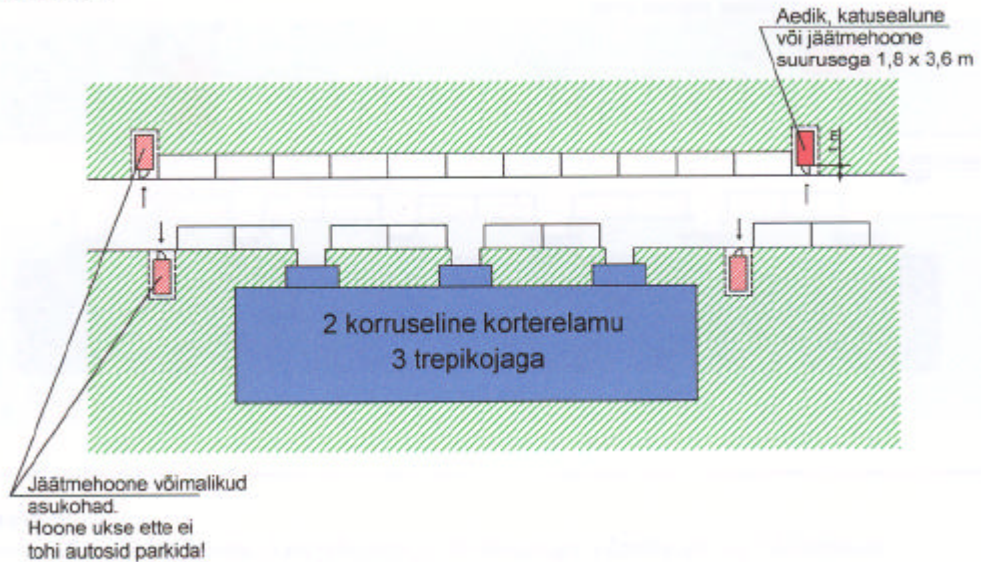 Aedik, katusealune
või jäätmehoone
suurusega 1,8 x 3,6 m
1 m
2 korruseline korterelamu
3 trepikojaga
Jäätmehoone võimalikud
asukohad.
Hoone ukse ette ei
tohi autosid parkida!